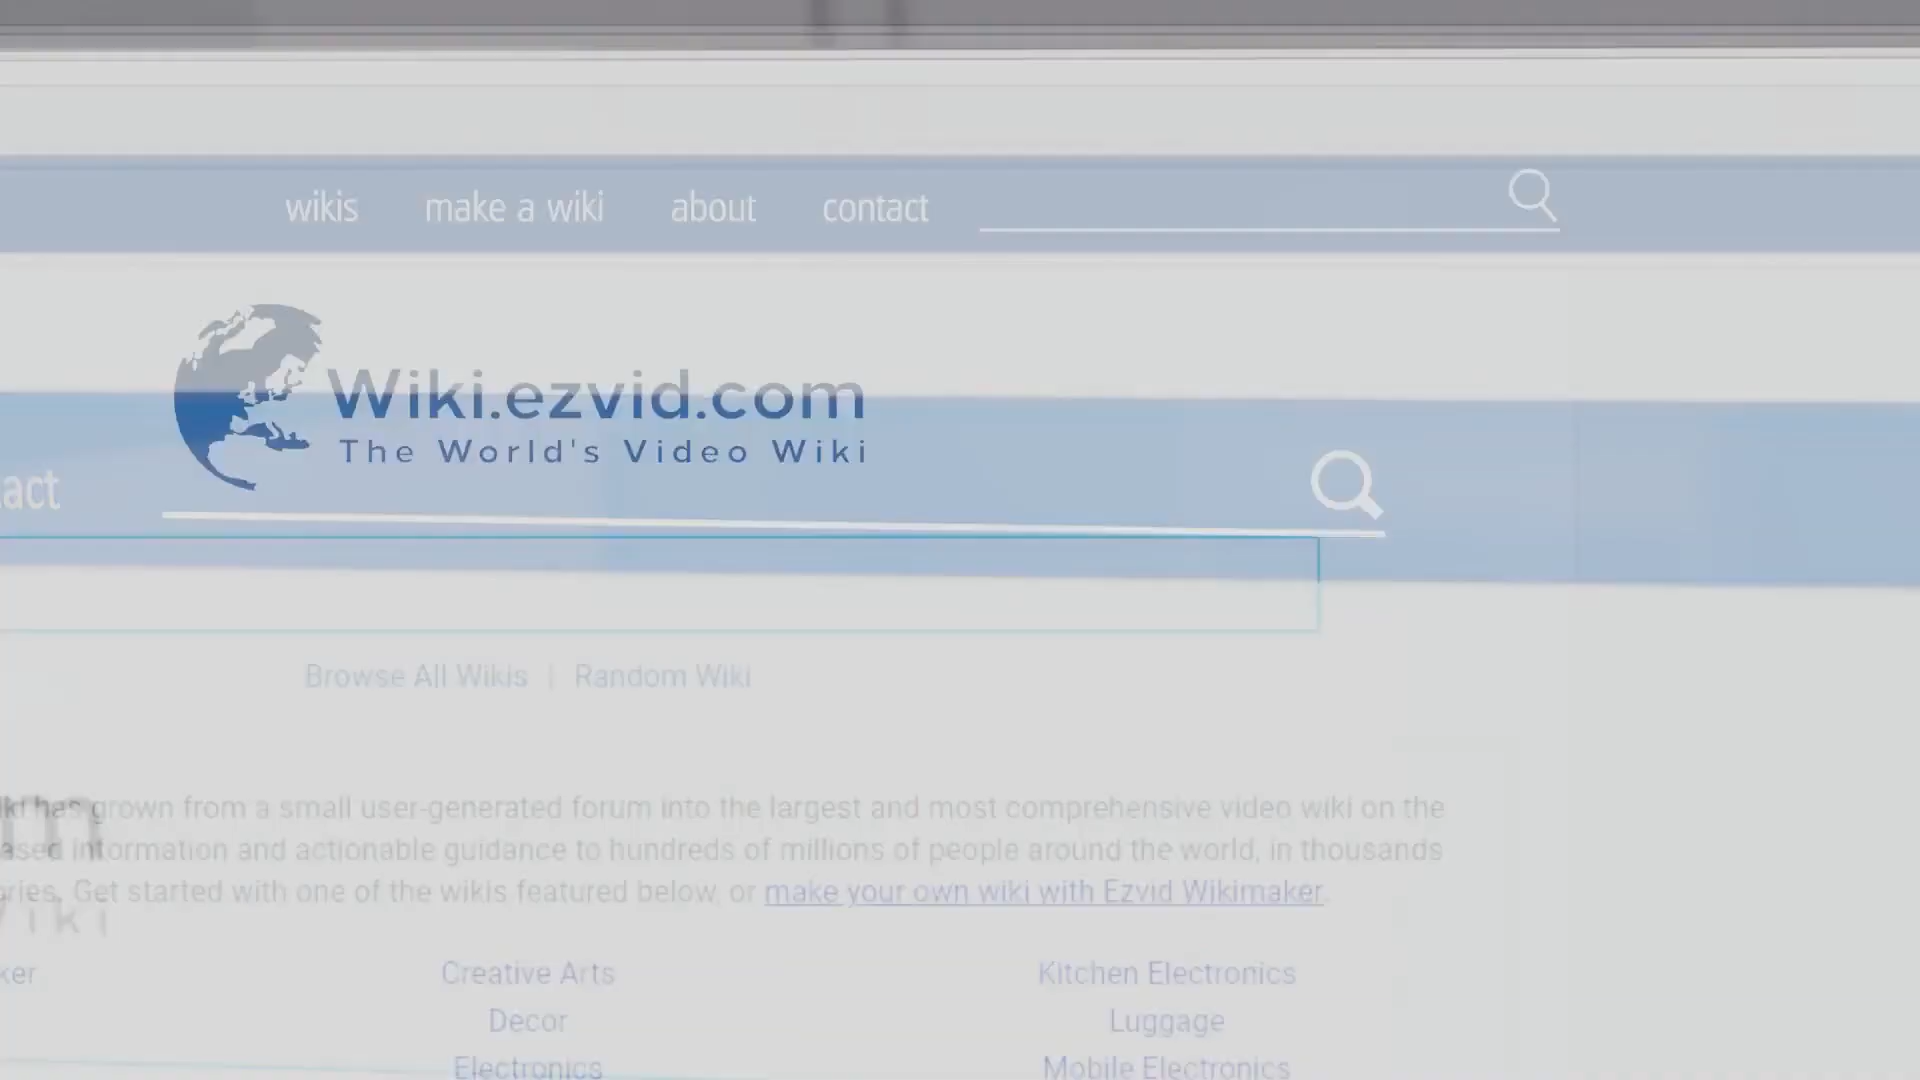 wikis make a wiki about contact
Wiki.ezvid.com
The World's Video Wiki
act
Browse All Wikis | Random Wiki
has grown from a small user-generated forum into the largest and most comprehensive video wiki on the
information and actionable guidance to hundreds of millions of people around the world, in thousands
Get started with one of the wikis featured below, or make your own wiki with Ezvid Wikimaker.
Wiki
ker Creative Arts Kitchen Electronics
Decor Luggage
Electronics Mobile Electronics